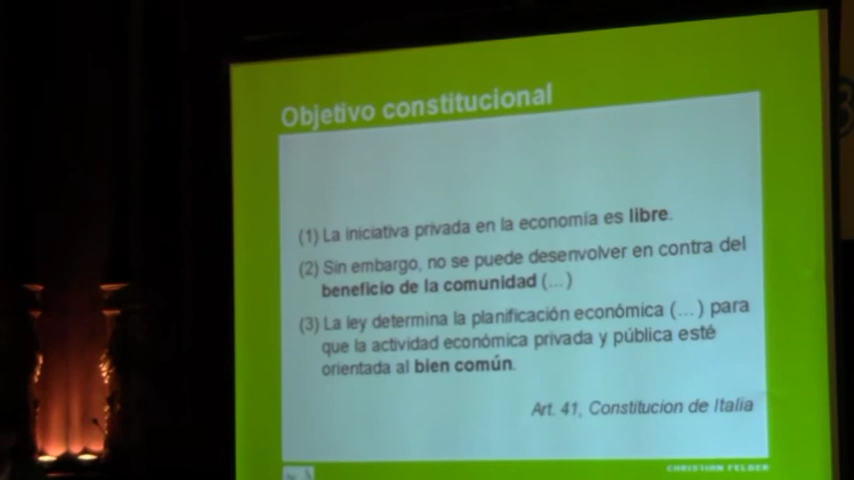 Objetivo constitucional
(1) La iniciativa privada en la economía es libre.
(2) Sin embargo, no se puede desenvolver en contra del
beneficio de la comunidad (...)
(3) La ley determina la planificación económica (...) para
que la actividad económica privada y pública esté
orientada al bien común.
Art. 41, Constitucion de Italia
CHRISTIAN FELBER